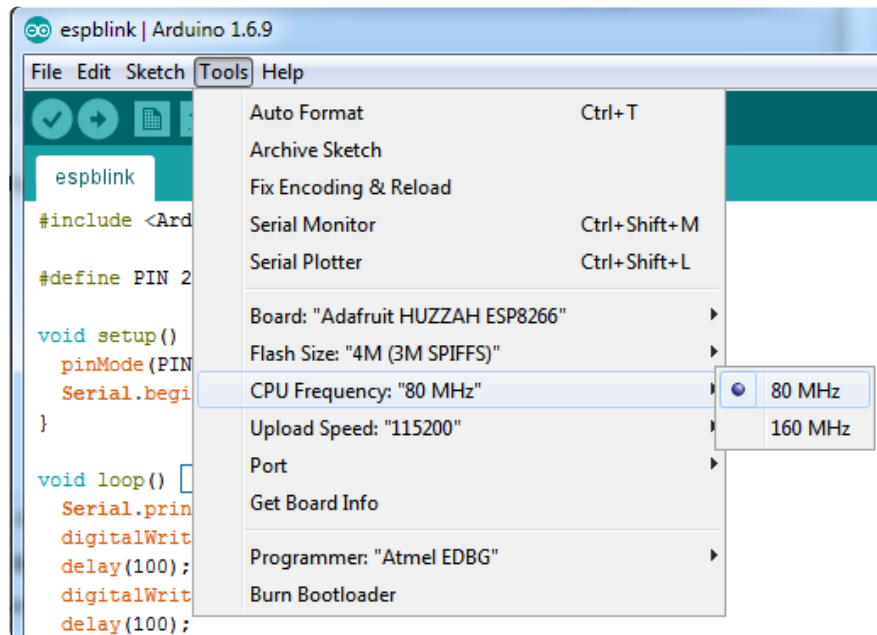 espblink | Arduino 1.6.9
File Edit Sketch Tools Help
Auto Format Ctrl+T
Archive Sketch
Fix Encoding & Reload
Serial Monitor Ctrl+Shift+M
Serial Plotter Ctrl+Shift+L
Board: "Adafruit HUZZAH ESP8266"
Flash Size: "4M (3M SPIFFS)"
CPU Frequency: "80 MHz"
Upload Speed: "115200"
Port
Get Board Info
Programmer: "Atmel EDBG"
Burn Bootloader
80 MHz
160 MHz
espblink
#include <Ard
#define PIN 2
void setup()
pinMode(PIN
Serial.begi
}
void loop()
Serial.prin
digitalWrit
delay(100);
digitalWrit
delay(100);